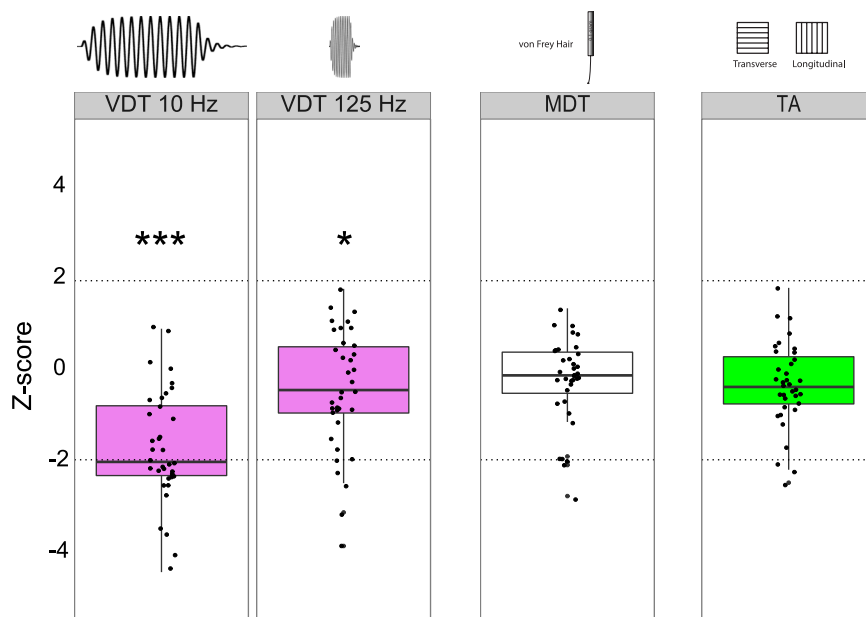 von Frey Hair
Transverse
Longitudinal
VDT 10 Hz
VDT 125 Hz
MDT
TA
Z-score
4
2
0
-2
-4
***
*